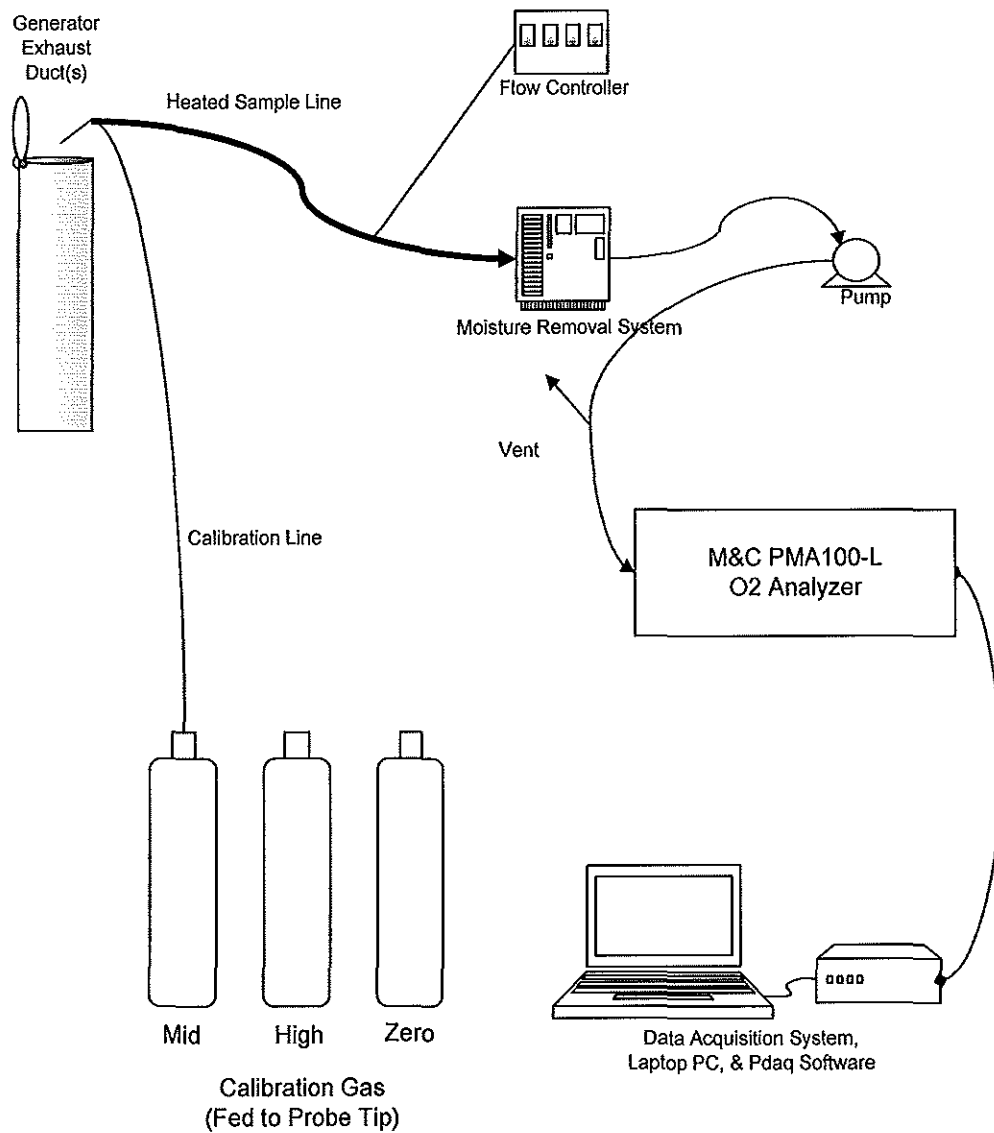 Generator
Exhaust
Duct(s)
Heated Sample Line
Flow Controller
Moisture Removal System
Pump
Vent
Calibration Line
M&C PMA100-L
O2 Analyzer
Mid
High
Zero
Calibration Gas
(Fed to Probe Tip)
Data Acquisition System,
Laptop PC, & Pdaq Software